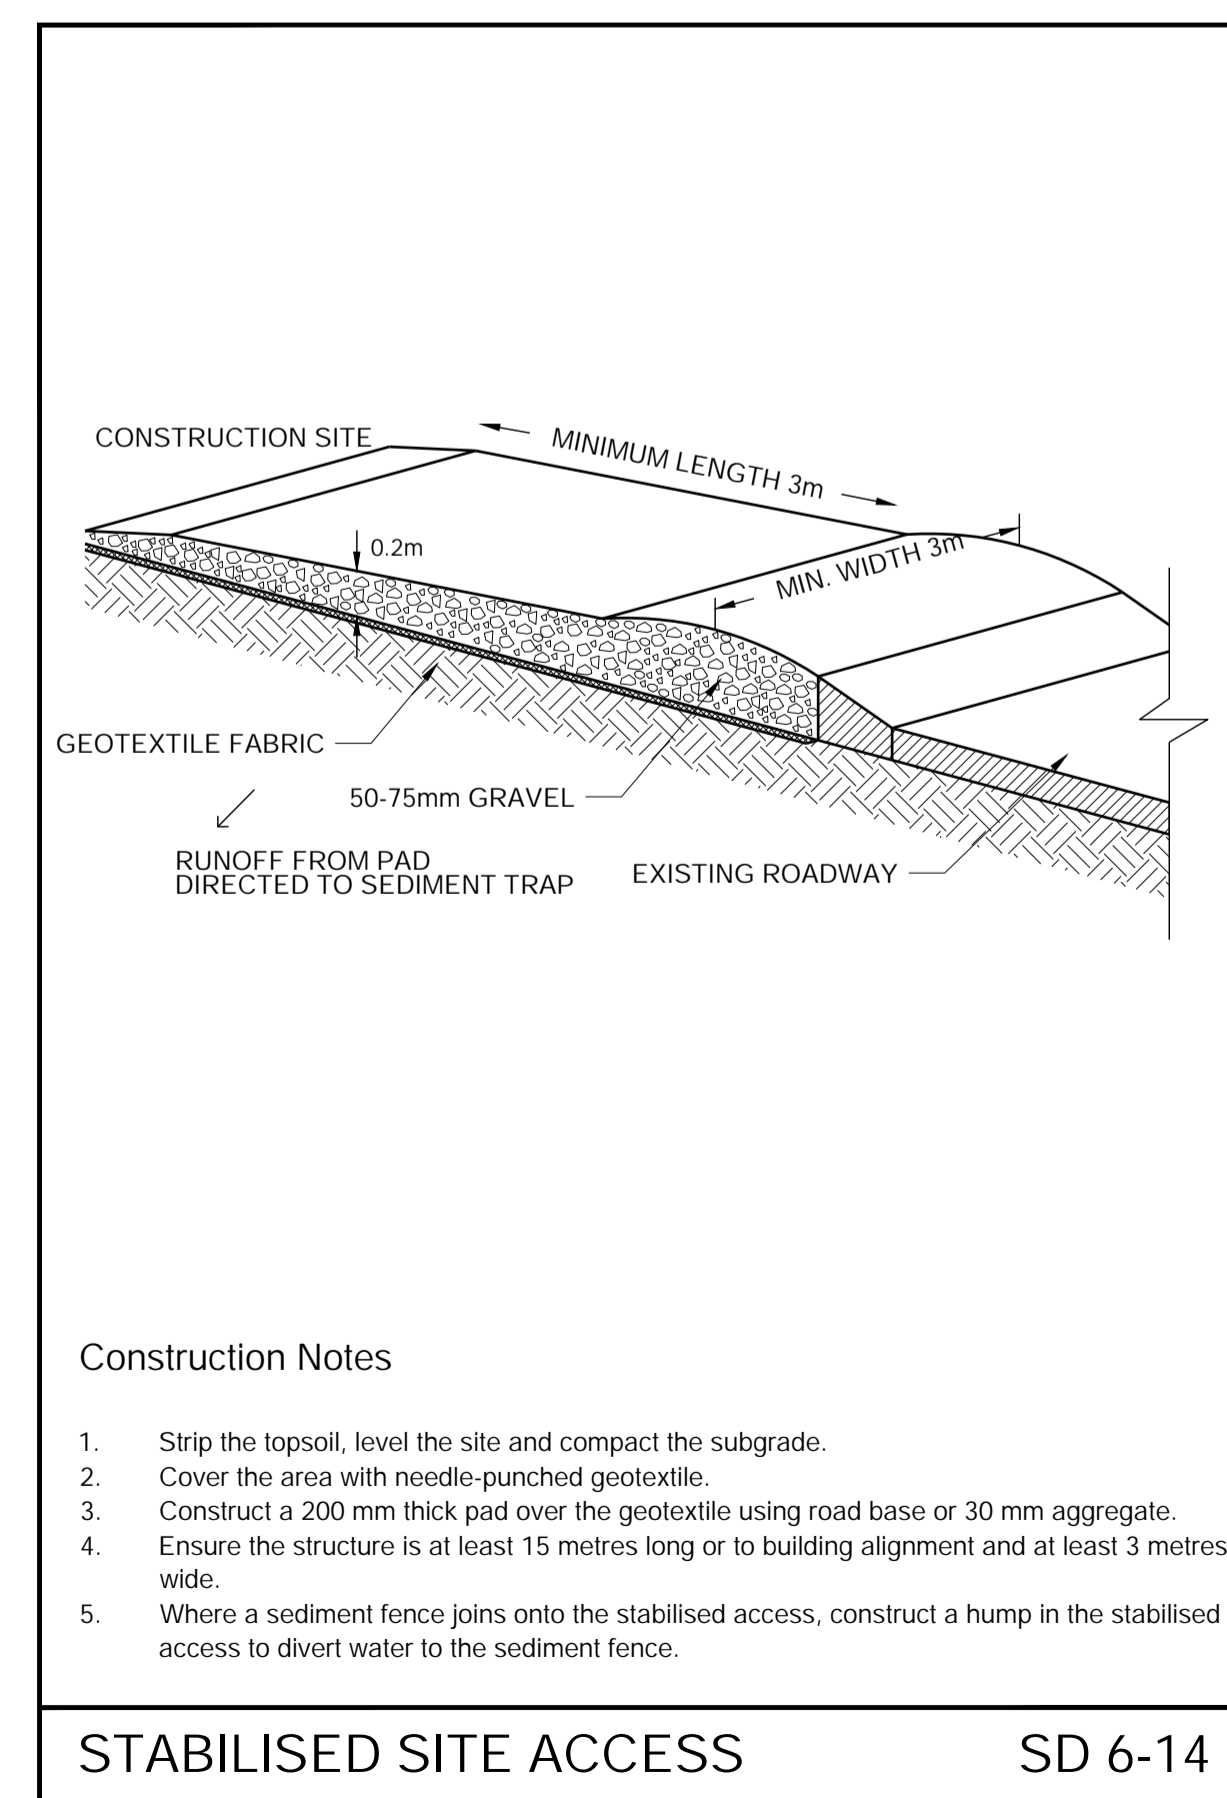 CONSTRUCTION SITE
MINIMUM LENGTH 3m
0.2m
MIN. WIDTH 3m
GEOTEXTILE FABRIC
50-75mm GRAVEL
RUNOFF FROM PAD
DIRECTED TO SEDIMENT TRAP
EXISTING ROADWAY
Construction Notes
1. Strip the topsoil, level the site and compact the subgrade.
2. Cover the area with needle-punched geotextile.
3. Construct a 200 mm thick pad over the geotextile using road base or 30 mm aggregate.
4. Ensure the structure is at least 15 metres long or to building alignment and at least 3 metres
wide.
5. Where a sediment fence joins onto the stabilised access, construct a hump in the stabilised
access to divert water to the sediment fence.
STABILISED SITE ACCESS SD 6-14